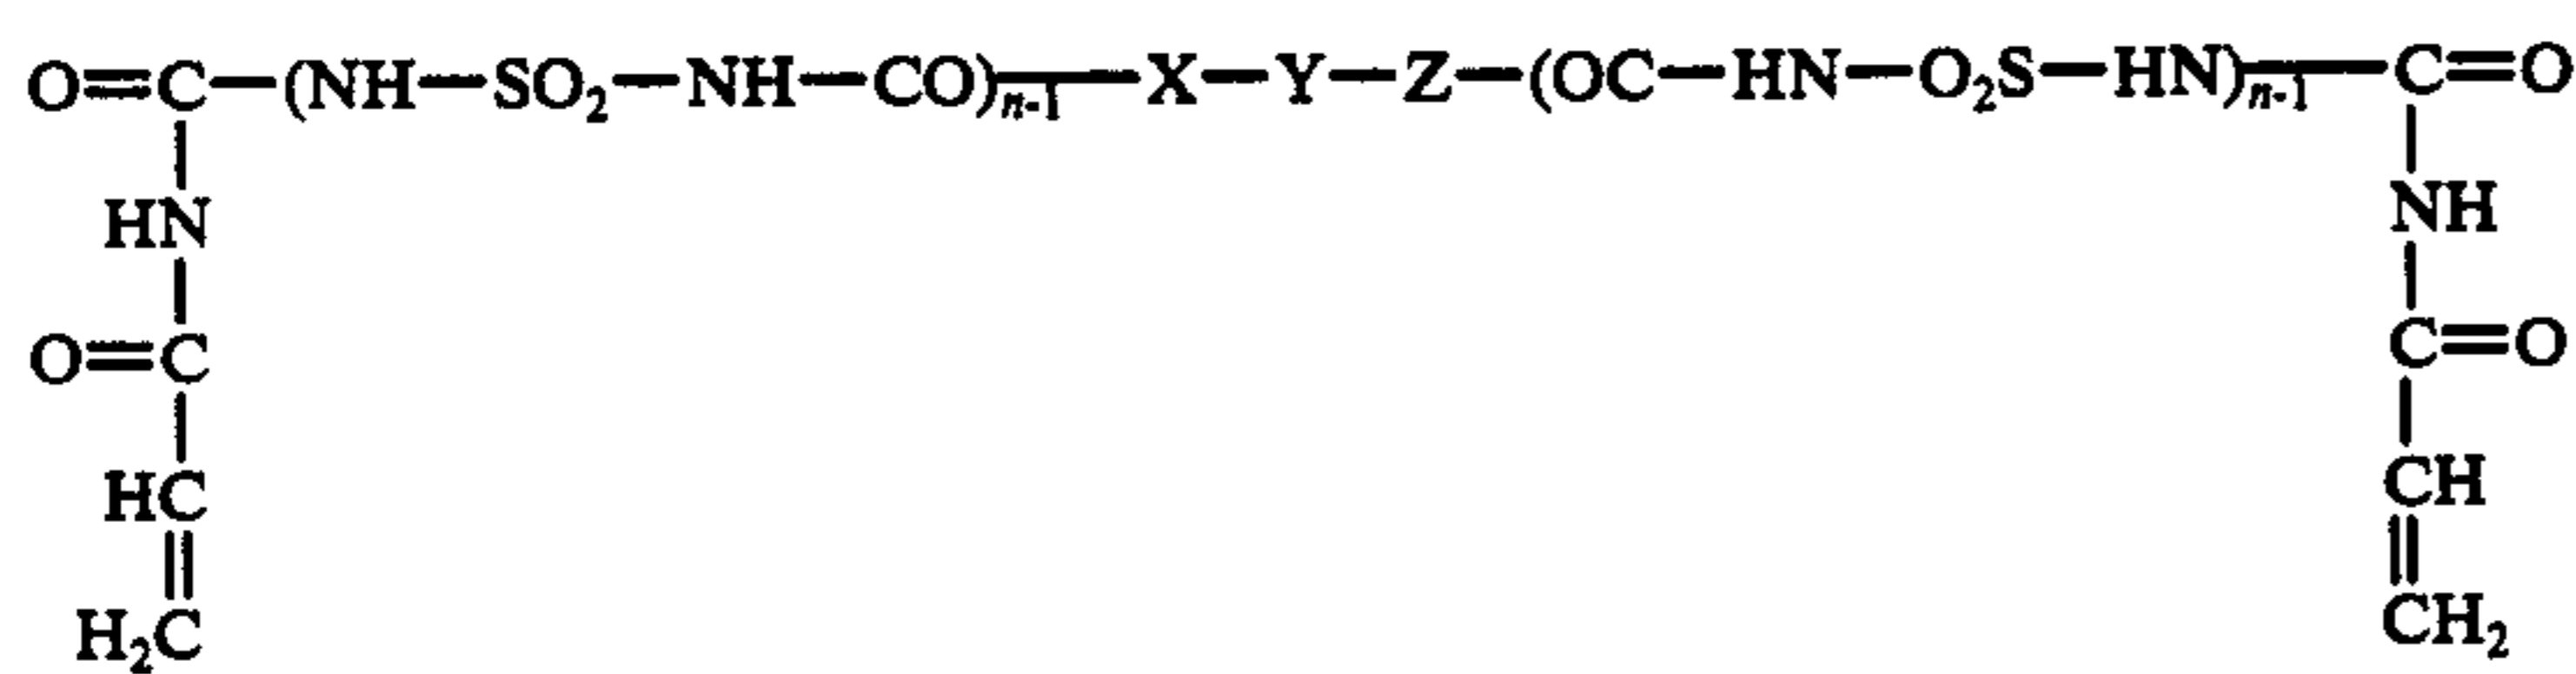 O=C—(NH—SO₂—NH—CO)ₙ₋₁—X—Y—Z—(OC—HN—O₂S—HN)ₙ₋₁—C=O
HN NH
O=C C=O
HC CH
H₂C CH₂